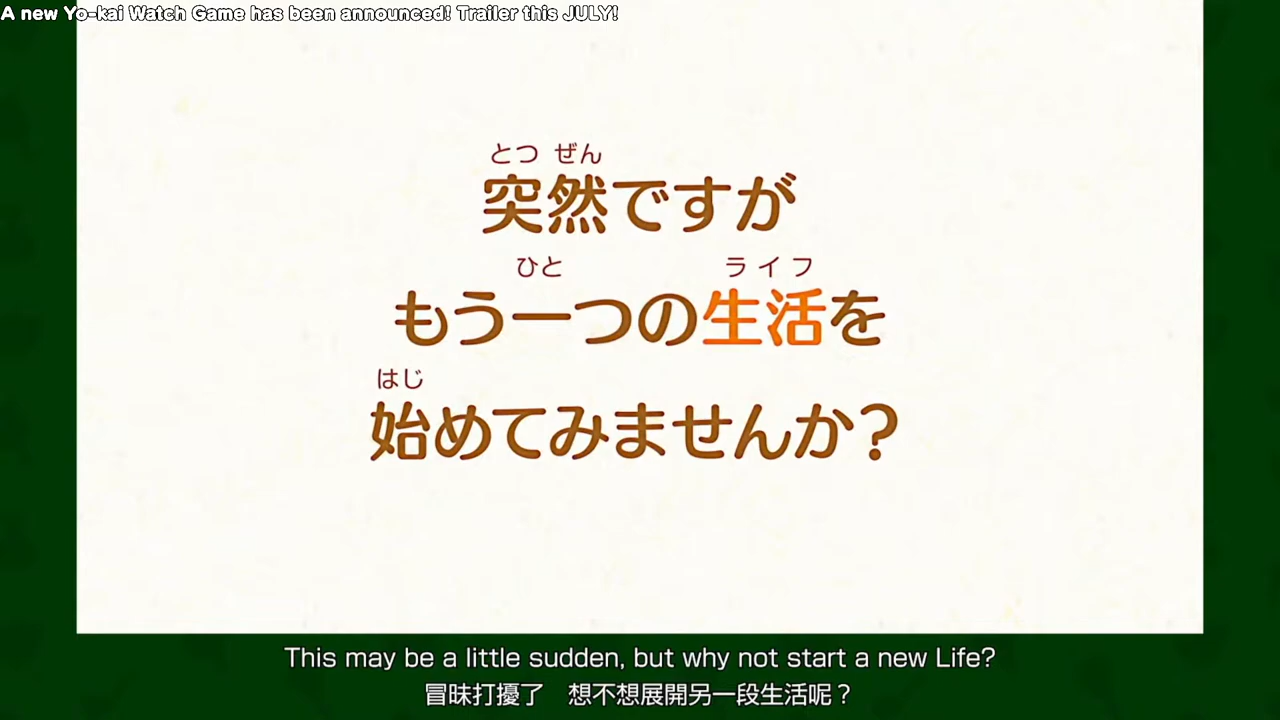 A new Yo-kai Watch Game has been announced! Trailer this JULY!
とつ ぜん
突然ですが
ひと ライフ
もう一つの生活を
はじ
始めてみませんか?
This may be a little sudden, but why not start a new Life?
冒昧打擾了　想不想展開另一段生活呢？